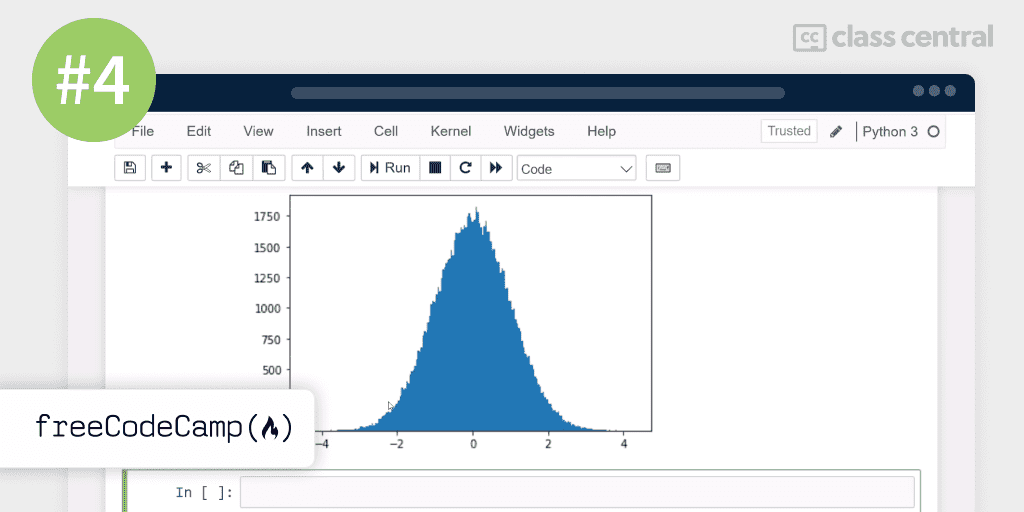 #4
class central
File Edit View Insert Cell Kernel Widgets Help Trusted Python 3
Run Code
1750
1500
1250
1000
750
500
freeCodeCamp( )
−4 −2 0 2 4
In [ ]: